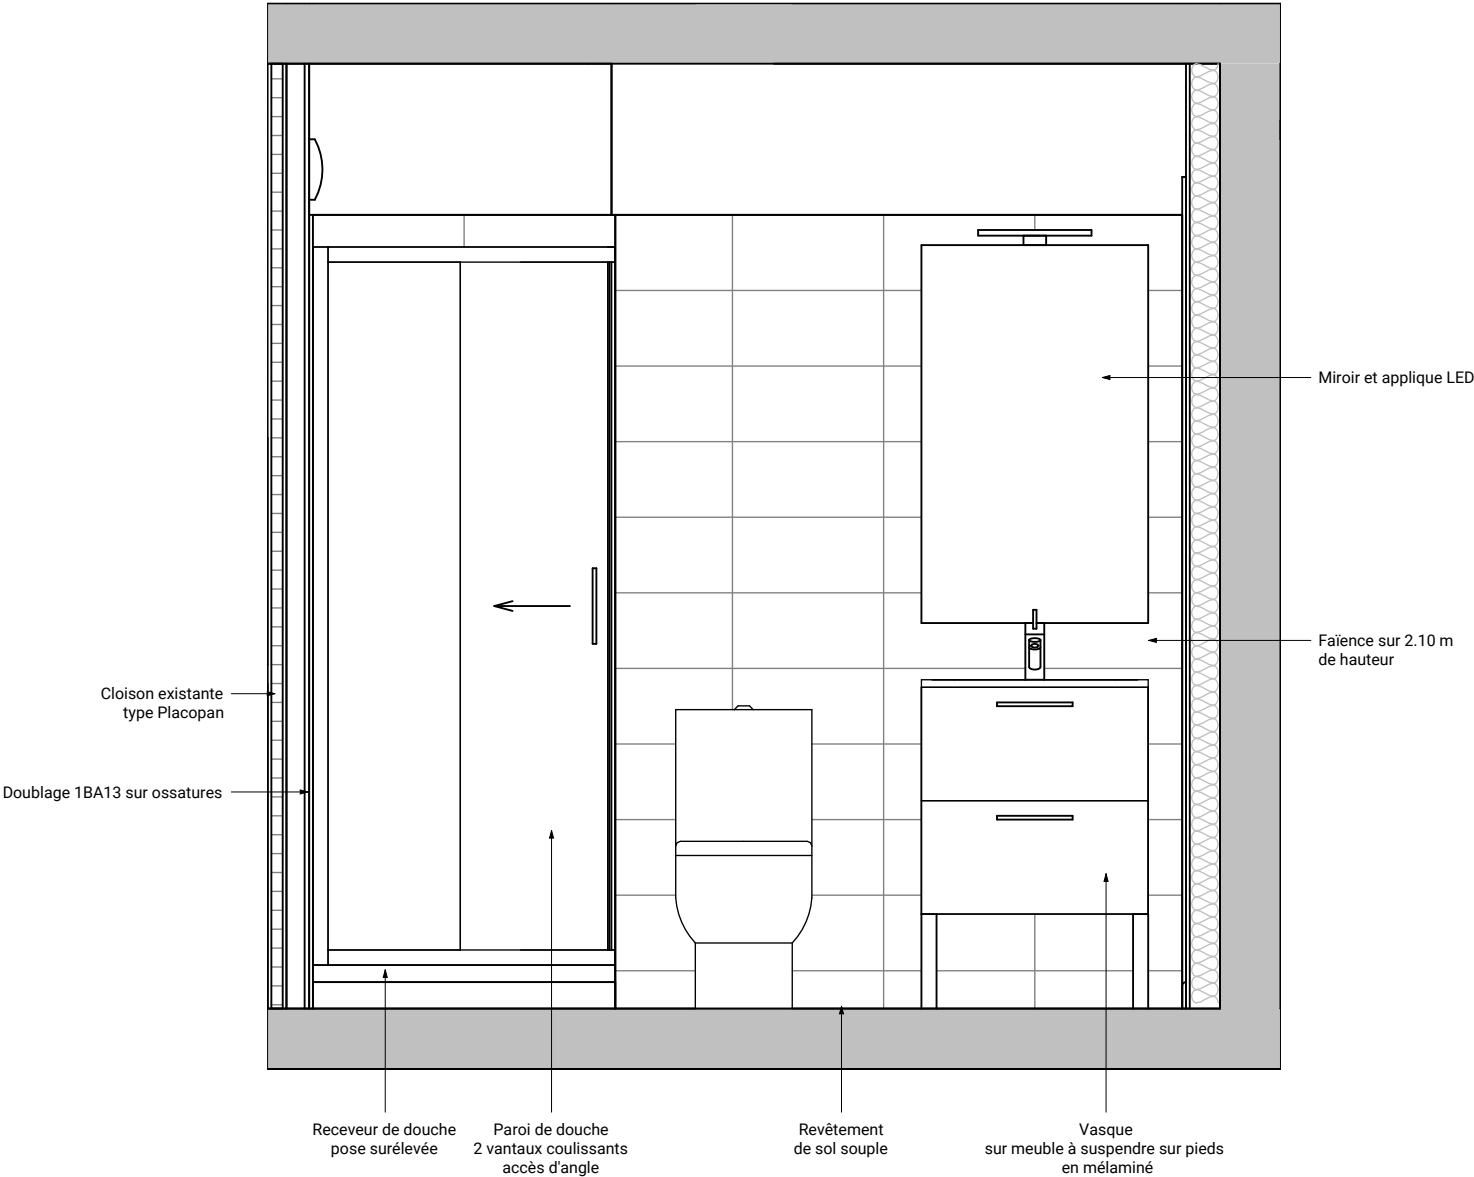 Miroir et applique LED
Faïence sur 2.10 m
de hauteur
Cloison existante
type Placopan
Doublage 1BA13 sur ossatures
Receveur de douche
pose surélevée
Paroi de douche
2 vantaux coulissants
accès d'angle
Revêtement
de sol souple
Vasque
sur meuble à suspendre sur pieds
en mélaminé